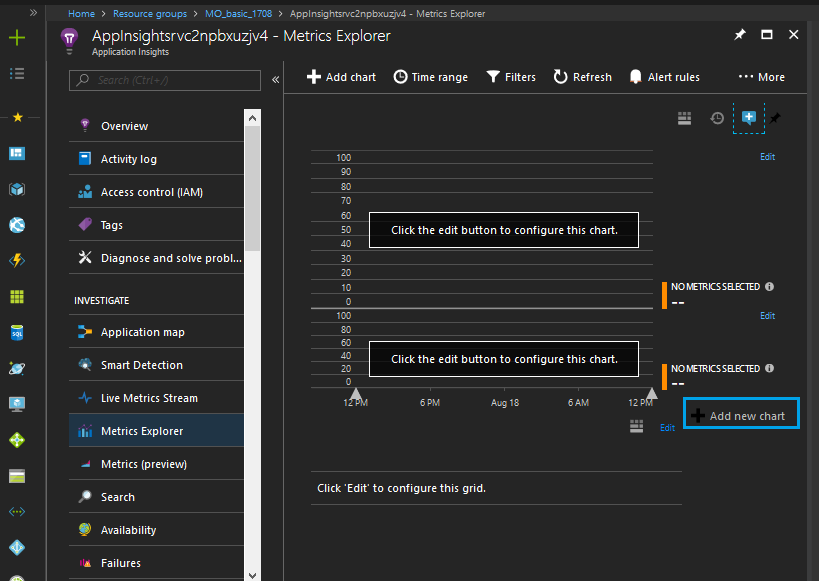 Home > Resource groups > MO_basic_1708 > AppInsightsrvc2npbxuzjv4 - Metrics Explorer
AppInsightsrvc2npbxuzjv4 - Metrics Explorer
Application Insights
Search (Ctrl+/)
Overview
Activity log
Access control (IAM)
Tags
Diagnose and solve probl...
INVESTIGATE
Application map
Smart Detection
Live Metrics Stream
Metrics Explorer
Metrics (preview)
Search
Availability
Failures
SQL
Add chart
Time range
Filters
Refresh
Alert rules
More
Edit
100
90
80
70
60
50
40
30
20
10
0
Click the edit button to configure this chart.
NO METRICS SELECTED
--
Edit
100
80
60
40
20
0
Click the edit button to configure this chart.
NO METRICS SELECTED
--
12 PM 6 PM Aug 18 6 AM 12 PM
Add new chart
Edit
Click 'Edit' to configure this grid.